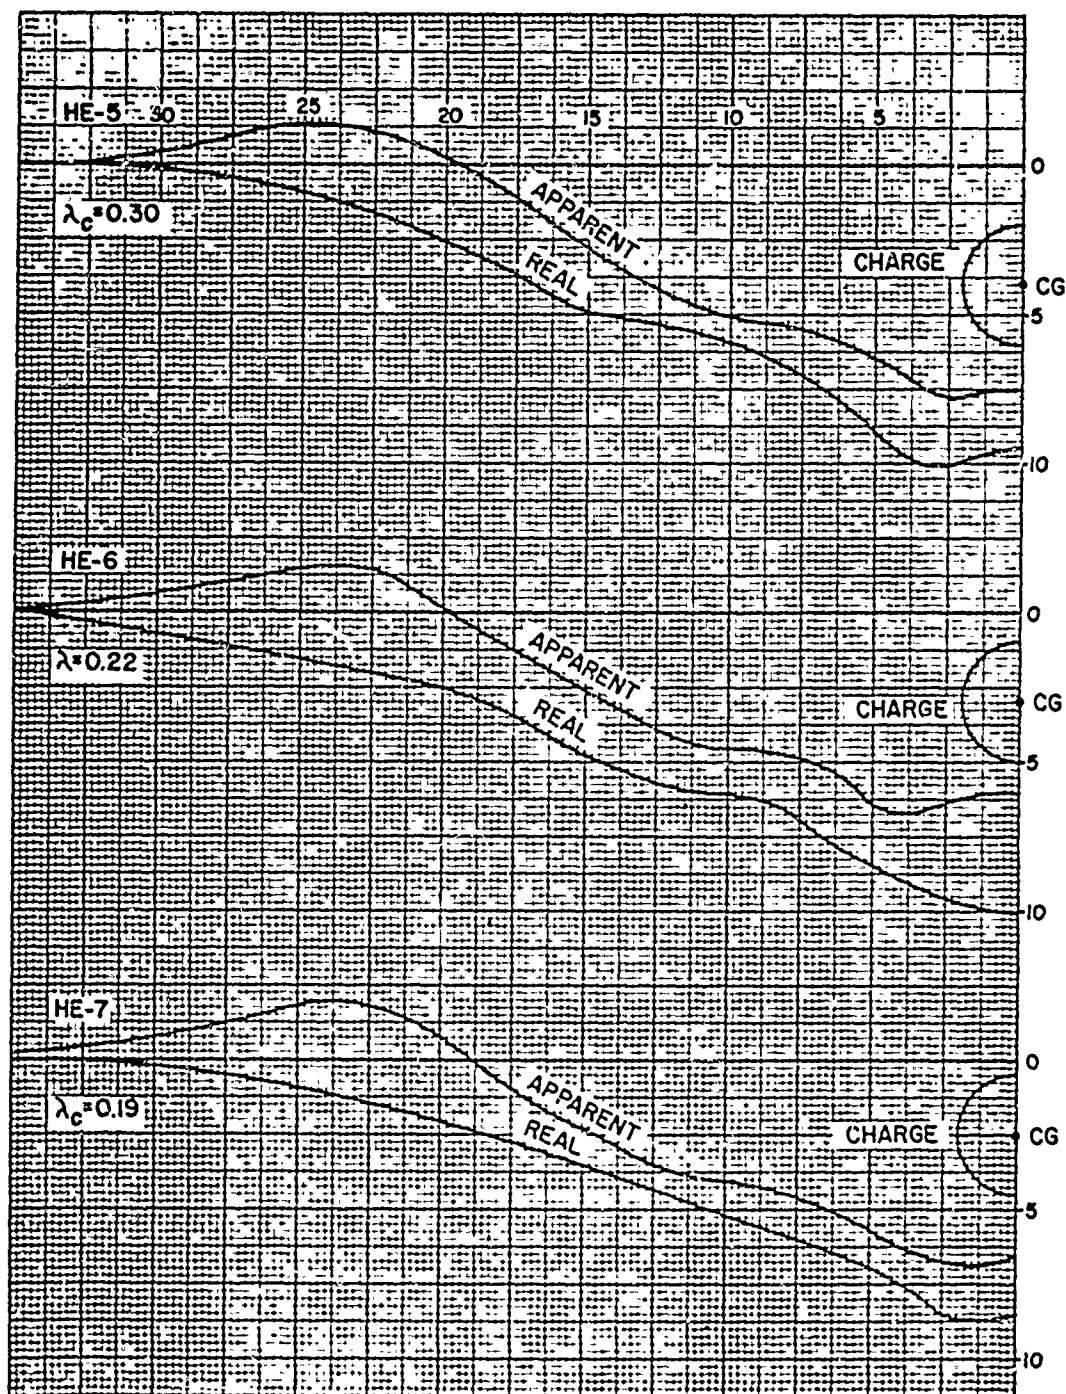 HE-5 30 25 20 15 10 5
0
λc=0.30
APPARENT
REAL
CHARGE
CG
5
10
HE-6
0
λ=0.22
APPARENT
REAL
CHARGE
CG
5
10
HE-7
0
λc=0.19
APPARENT
REAL
CHARGE
CG
5
10